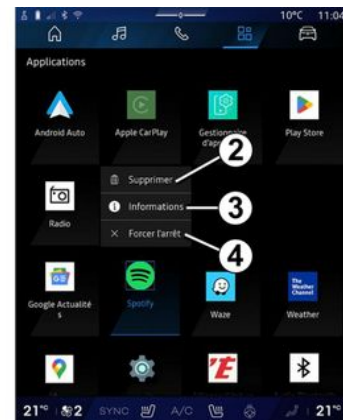 10°C 11:04
Applications
Android Auto
Apple CarPlay
Gestionnaire
d'app
Play Store
2
Supprimer
Informations
3
Forcer l'arrêt
4
Radio
Google Actualité
s
Spotify
Waze
The
Weather
Channel
Weather
'E
21°C 2 SYNC A/C 21°C